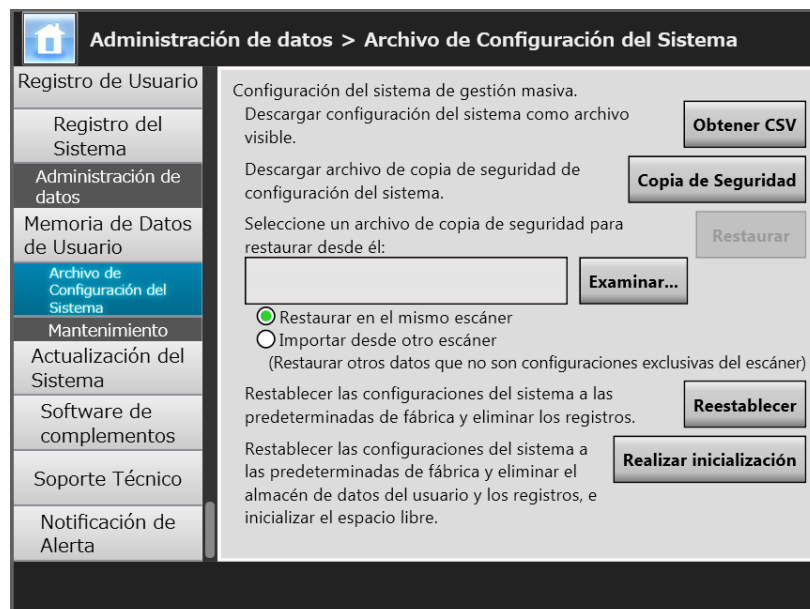 Administración de datos > Archivo de Configuración del Sistema
Registro de Usuario
Registro del
Sistema
Administración de
datos
Memoria de Datos
de Usuario
Archivo de
Configuración del
Sistema
Mantenimiento
Actualización del
Sistema
Software de
complementos
Soporte Técnico
Notificación de
Alerta
Configuración del sistema de gestión masiva.
Descargar configuración del sistema como archivo
visible.
Obtener CSV
Descargar archivo de copia de seguridad de
configuración del sistema.
Copia de Seguridad
Seleccione un archivo de copia de seguridad para
restaurar desde él:
Restaurar
Examinar...
Restaurar en el mismo escáner
Importar desde otro escáner
(Restaurar otros datos que no son configuraciones exclusivas del escáner)
Restablecer las configuraciones del sistema a las
predeterminadas de fábrica y eliminar los registros.
Reestablecer
Restablecer las configuraciones del sistema a
las predeterminadas de fábrica y eliminar el
almacén de datos del usuario y los registros, e
inicializar el espacio libre.
Realizar inicialización